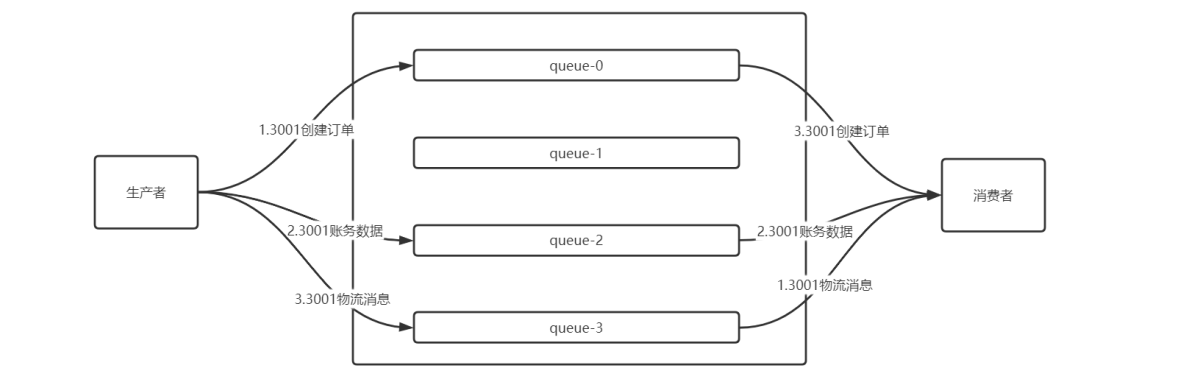 queue-0
1.3001创建订单
3.3001创建订单
queue-1
生产者
消费者
2.3001账务数据
queue-2
2.3001账务数据
3.3001物流消息
1.3001物流消息
queue-3